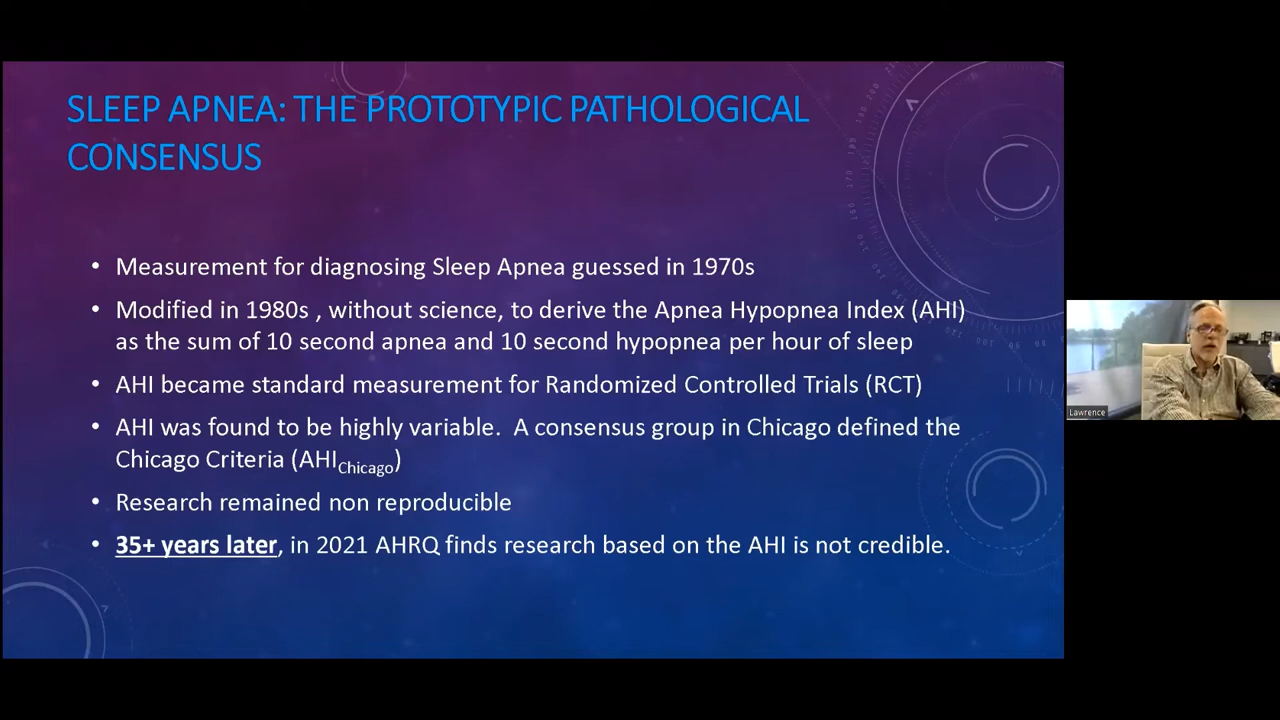 SLEEP APNEA: THE PROTOTYPIC PATHOLOGICAL
CONSENSUS
• Measurement for diagnosing Sleep Apnea guessed in 1970s
• Modified in 1980s , without science, to derive the Apnea Hypopnea Index (AHI)
as the sum of 10 second apnea and 10 second hypopnea per hour of sleep
• AHI became standard measurement for Randomized Controlled Trials (RCT)
• AHI was found to be highly variable.  A consensus group in Chicago defined the
Chicago Criteria (AHIChicago)
• Research remained non reproducible
• 35+ years later, in 2021 AHRQ finds research based on the AHI is not credible.
Lawrence